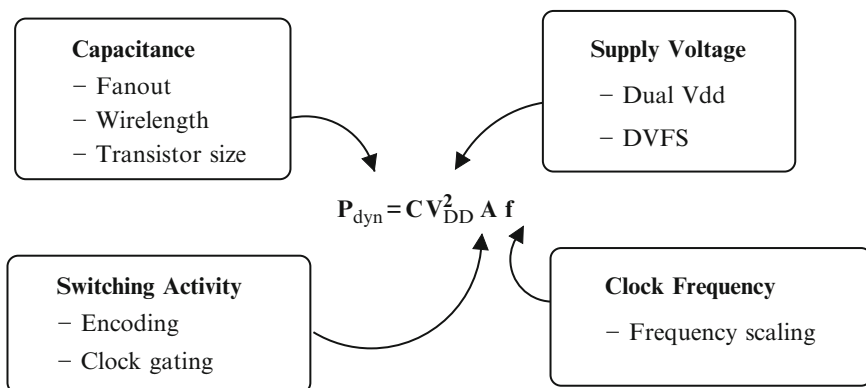 Capacitance
– Fanout
– Wirelength
– Transistor size
Supply Voltage
– Dual Vdd
– DVFS
P_dyn = C V_DD^2 A f
Switching Activity
– Encoding
– Clock gating
Clock Frequency
– Frequency scaling